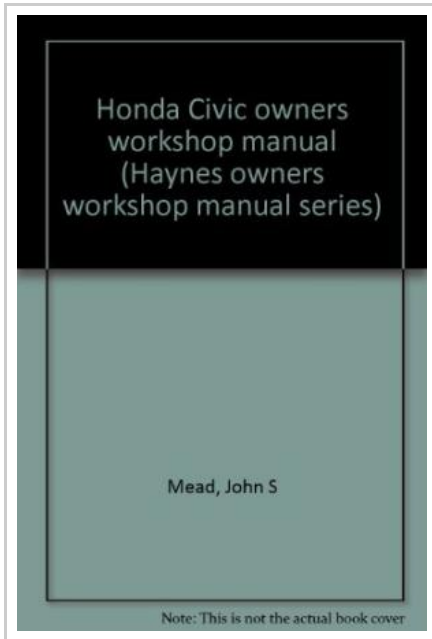 Honda Civic owners
workshop manual
(Haynes owners
workshop manual series)
Mead, John S
Note: This is not the actual book cover